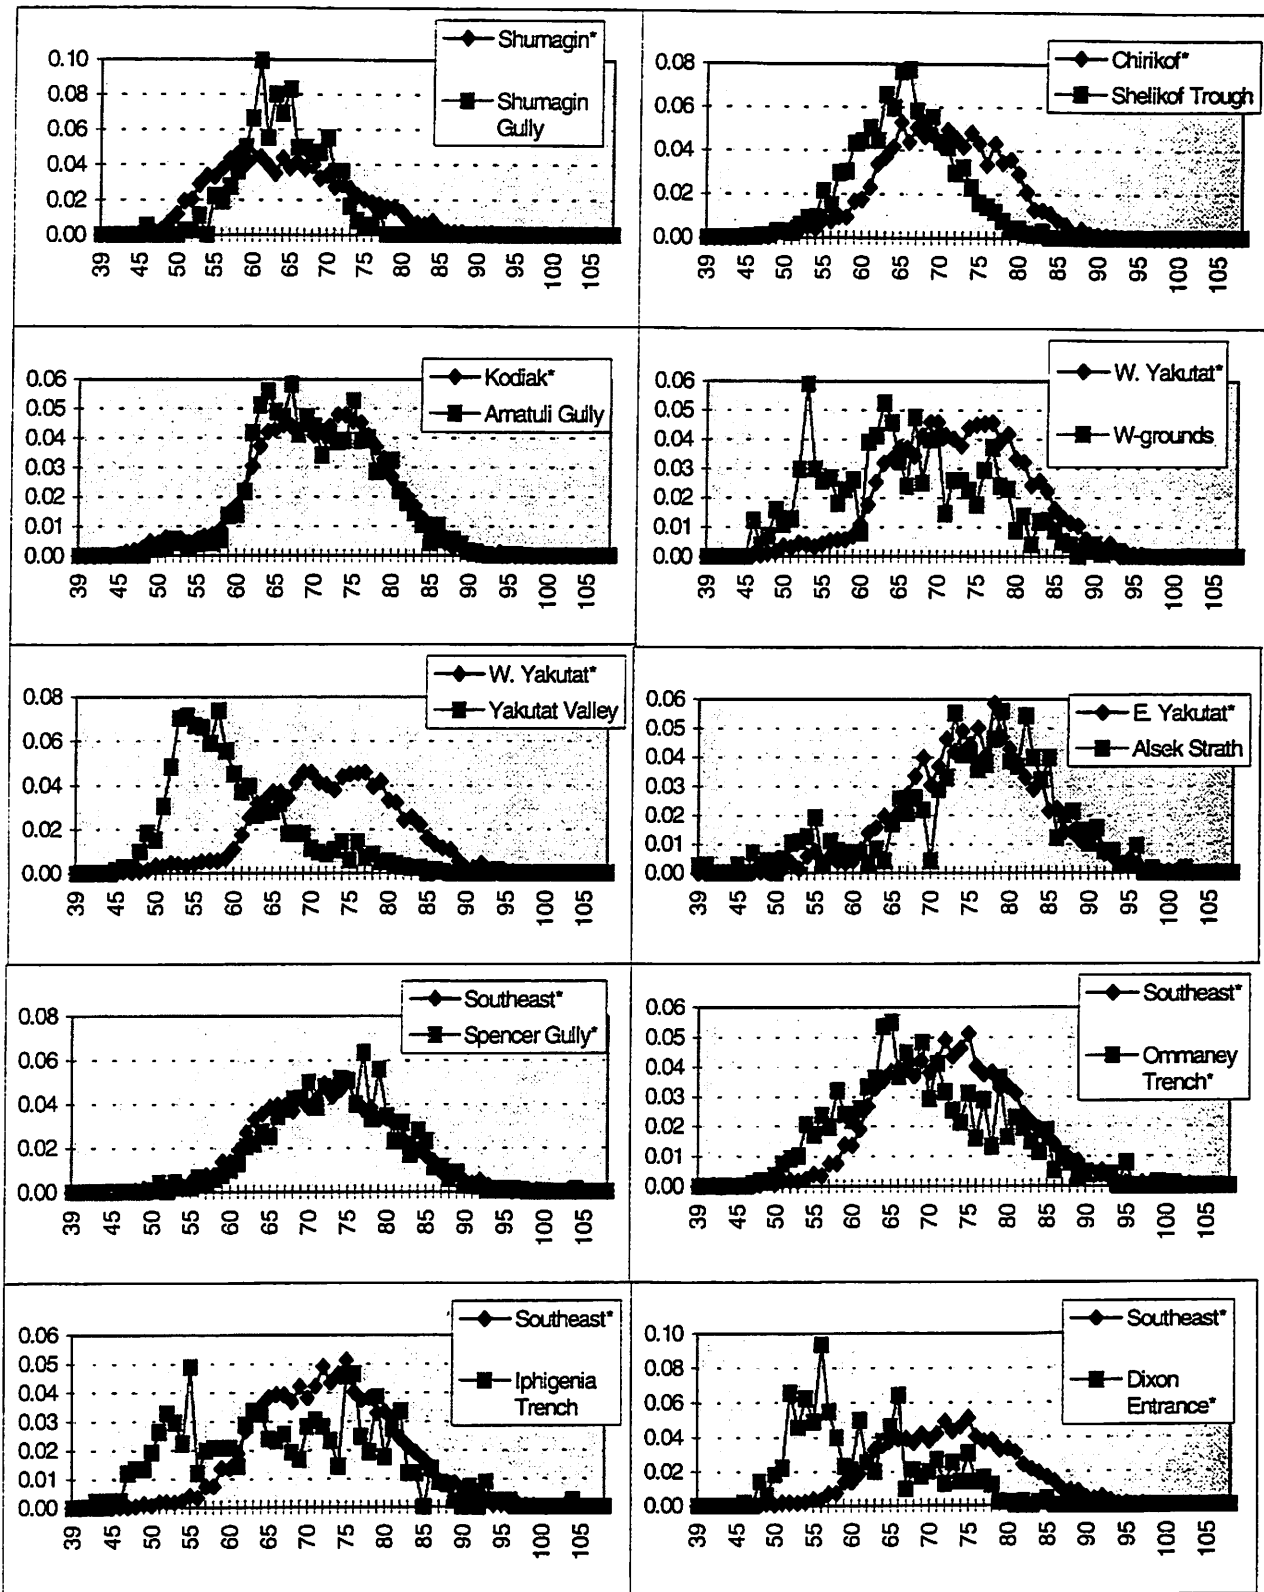 Shumagin*
Shumagin
Gully
0.10
0.08
0.06
0.04
0.02
0.00
39 45 50 55 60 65 70 75 80 85 90 95 100 105
Chirikof*
Shelikof Trough
0.08
0.06
0.04
0.02
0.00
39 45 50 55 60 65 70 75 80 85 90 95 100 105
Kodiak*
Amatuli Gully
0.06
0.05
0.04
0.03
0.02
0.01
0.00
39 45 50 55 60 65 70 75 80 85 90 95 100 105
W. Yakutat*
W-grounds
0.06
0.05
0.04
0.03
0.02
0.01
0.00
39 45 50 55 60 65 70 75 80 85 90 95 100 105
W. Yakutat*
Yakutat Valley
0.08
0.06
0.04
0.02
0.00
39 45 50 55 60 65 70 75 80 85 90 95 100 105
E. Yakutat*
Alsek Strath
0.06
0.05
0.04
0.03
0.02
0.01
0.00
39 45 50 55 60 65 70 75 80 85 90 95 100 105
Southeast*
Spencer Gully*
0.08
0.06
0.04
0.02
0.00
39 45 50 55 60 65 70 75 80 85 90 95 100 105
Southeast*
Ommaney
Trench*
0.06
0.05
0.04
0.03
0.02
0.01
0.00
39 45 50 55 60 65 70 75 80 85 90 95 100 105
Southeast*
Iphigenia
Trench
0.06
0.05
0.04
0.03
0.02
0.01
0.00
39 45 50 55 60 65 70 75 80 85 90 95 100 105
Southeast*
Dixon
Entrance*
0.10
0.08
0.06
0.04
0.02
0.00
39 45 50 55 60 65 70 75 80 85 90 95 100 105